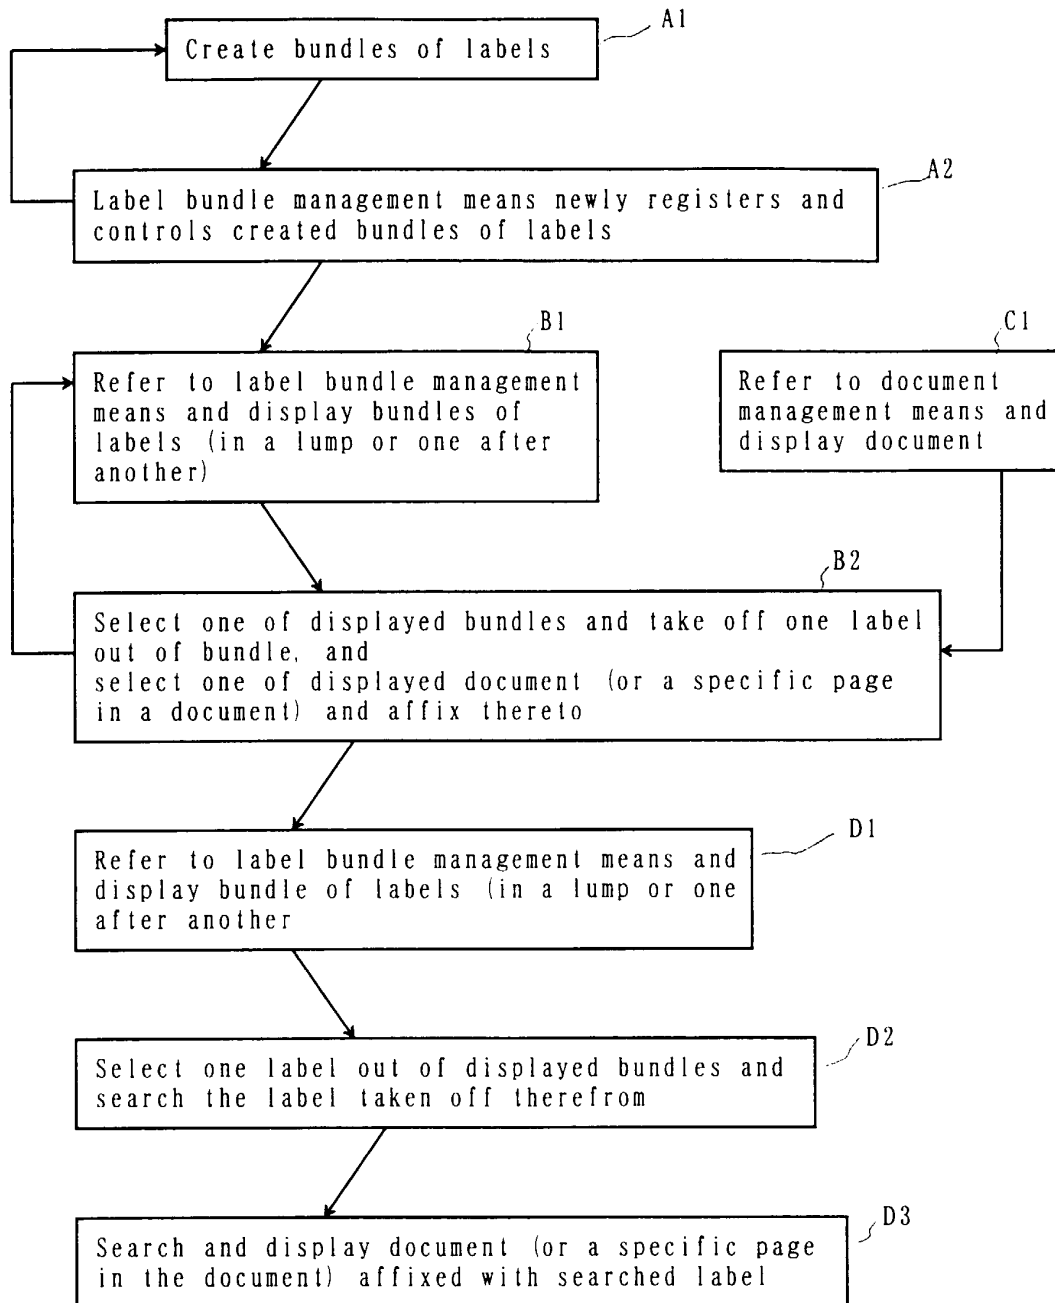 A1
Create bundles of labels
A2
Label bundle management means newly registers and
controls created bundles of labels
B1
Refer to label bundle management
means and display bundles of
labels (in a lump or one after
another)
C1
Refer to document
management means and
display document
B2
Select one of displayed bundles and take off one label
out of bundle, and
select one of displayed document (or a specific page
in a document) and affix thereto
D1
Refer to label bundle management means and
display bundle of labels (in a lump or one
after another
D2
Select one label out of displayed bundles and
search the label taken off therefrom
D3
Search and display document (or a specific page
in the document) affixed with searched label